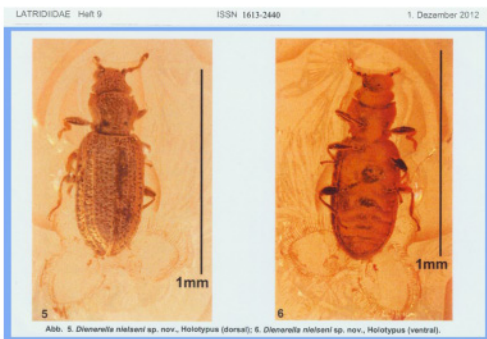 LATRIDIIDAE Heft 9 ISSN 1613-2440 1. Dezember 2012
1mm
5
1mm
6
Abb. 5. Dienerella nielseni sp. nov., Holotypus (dorsal); 6. Dienerella nielseni sp. nov., Holotypus (ventral).